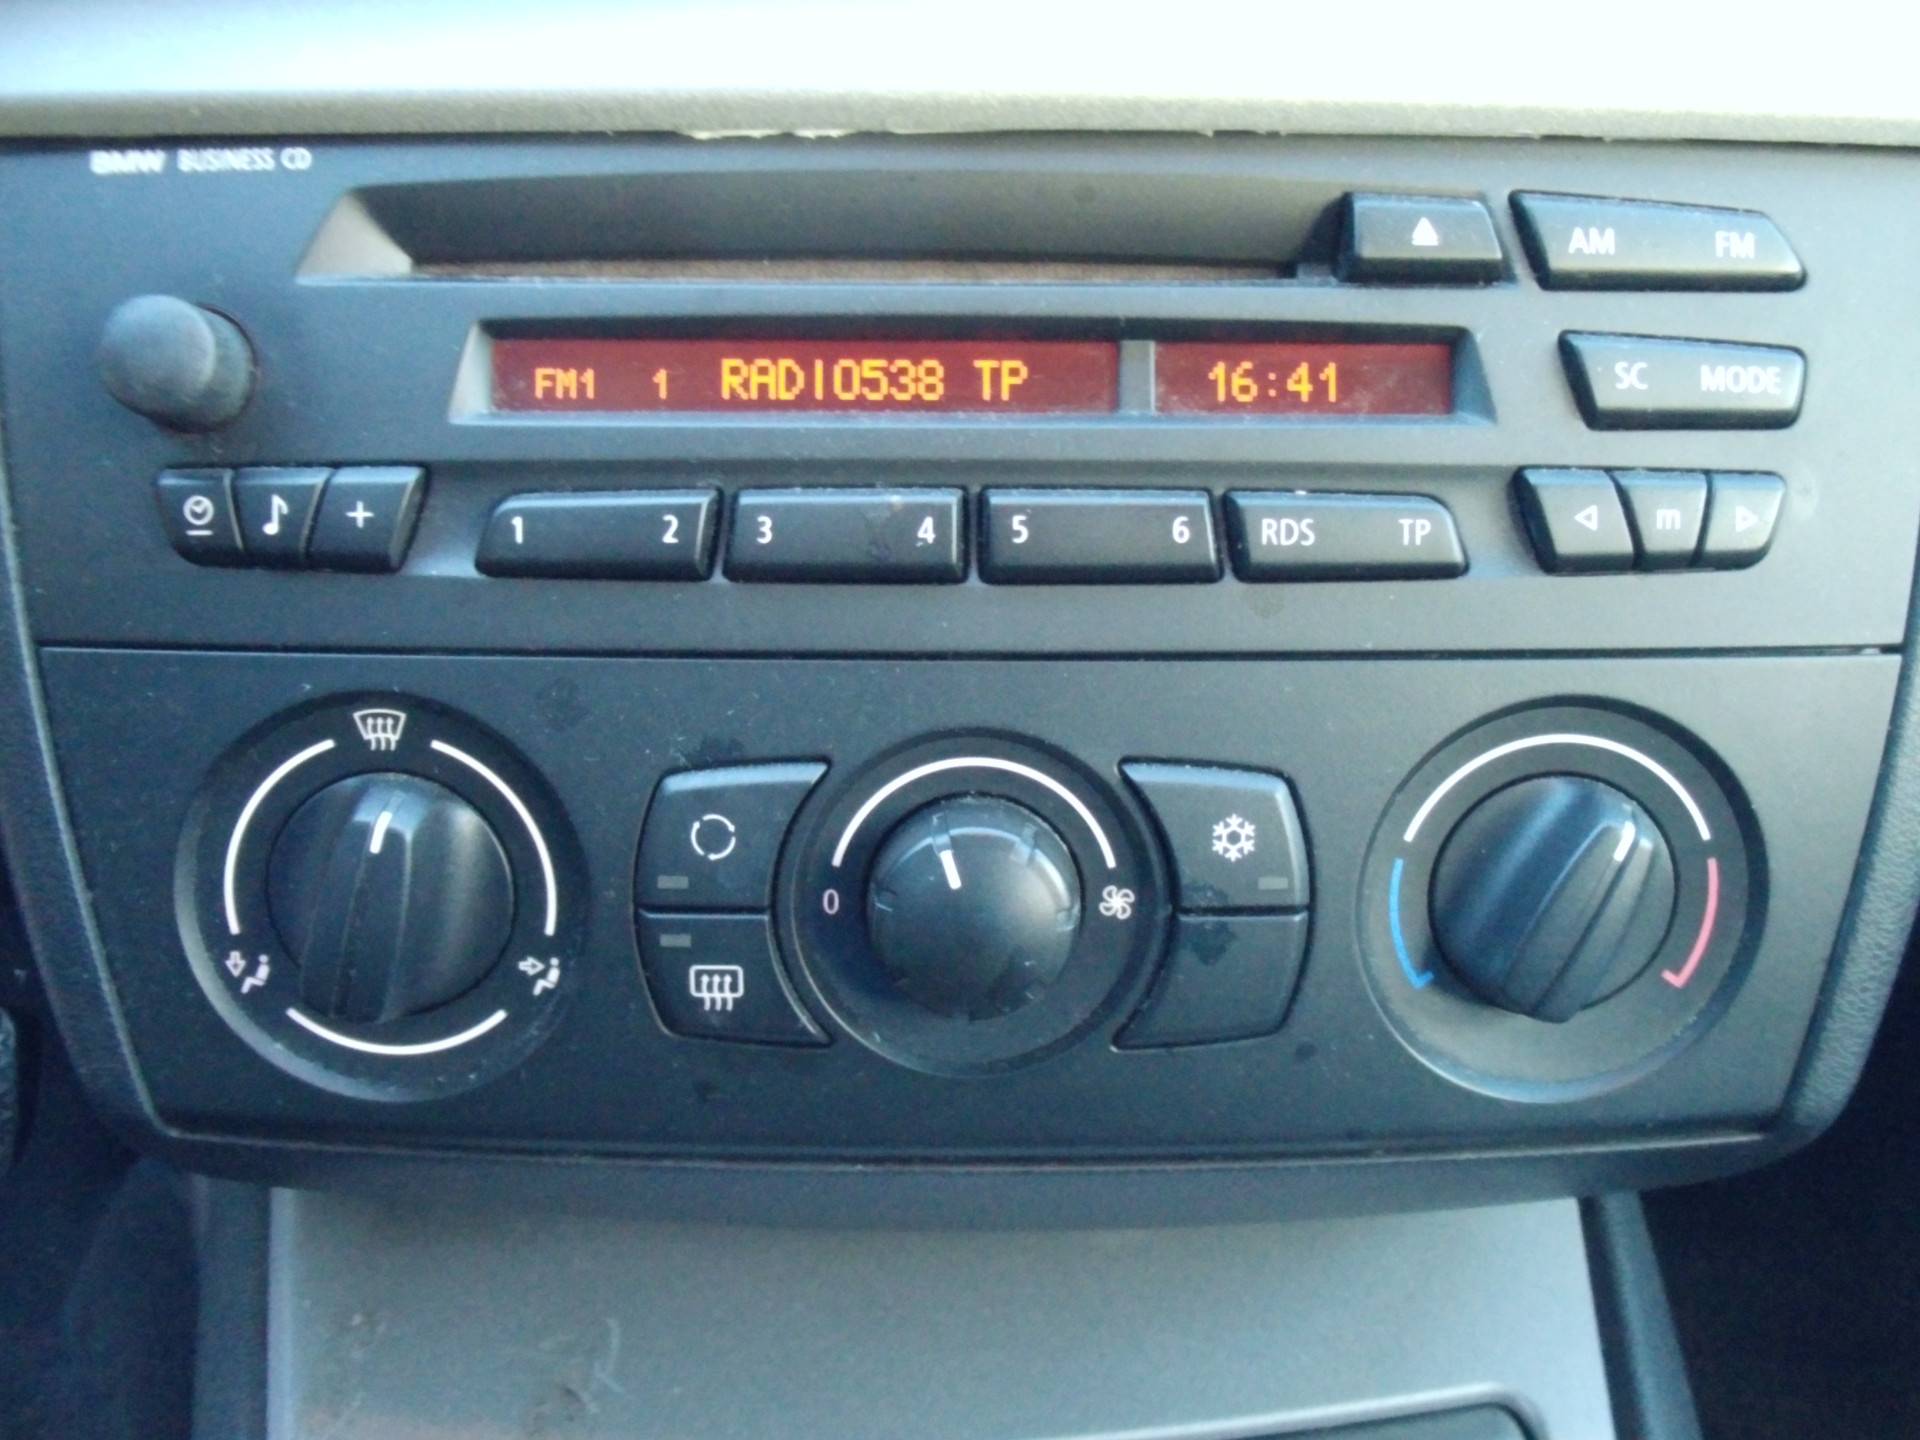 BMW BUSINESS CD
AM FM
FM1 1 RADIO538 TP 16:41
SC MODE
1 2 3 4 5 6 RDS TP m
0